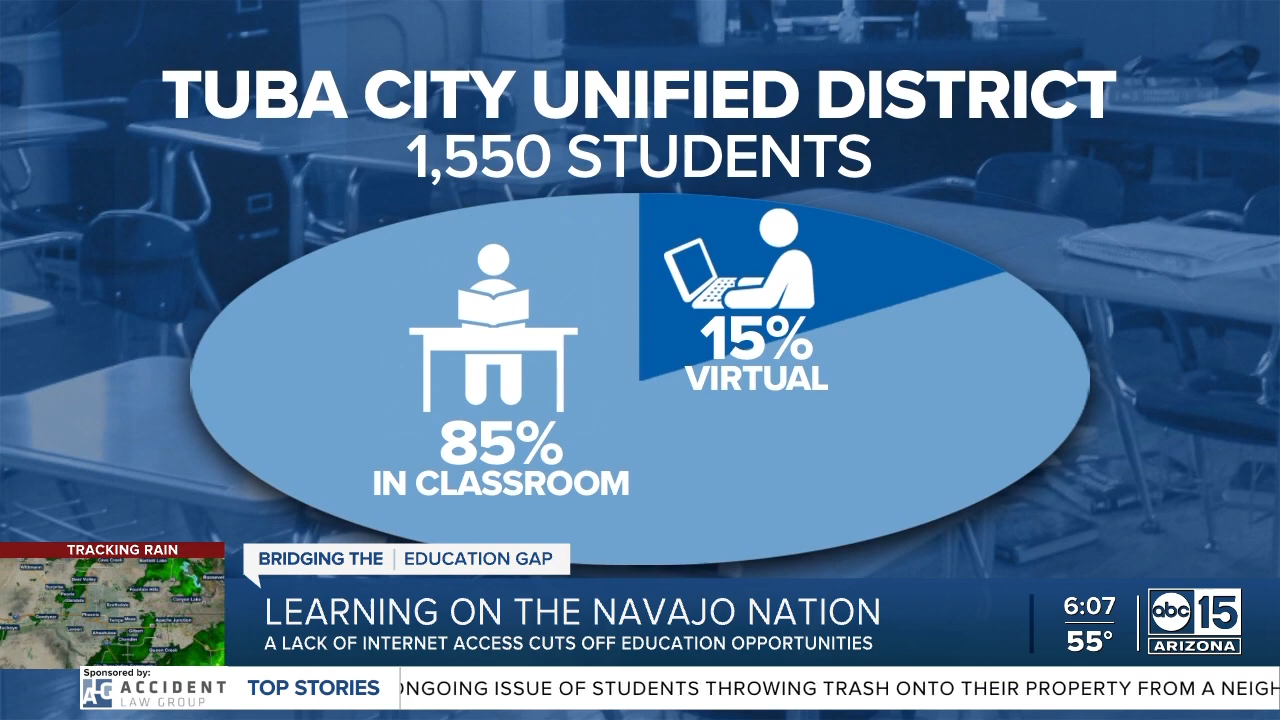 TUBA CITY UNIFIED DISTRICT
1,550 STUDENTS
15%
VIRTUAL
85%
IN CLASSROOM
TRACKING RAIN
BRIDGING THE | EDUCATION GAP
LEARNING ON THE NAVAJO NATION
A LACK OF INTERNET ACCESS CUTS OFF EDUCATION OPPORTUNITIES
6:07
55°
abc 15
ARIZONA
Sponsored by:
AG ACCIDENT
LAW GROUP
TOP STORIES
ONGOING ISSUE OF STUDENTS THROWING TRASH ONTO THEIR PROPERTY FROM A NEIGH